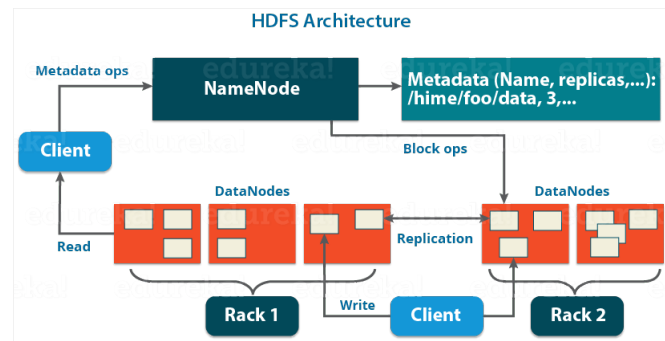 HDFS Architecture
Metadata ops
NameNode
Metadata (Name, replicas,...):
/hime/foo/data, 3,...
Client
Block ops
DataNodes
DataNodes
Read
Replication
Write
Rack 1
Client
Rack 2
edureka!